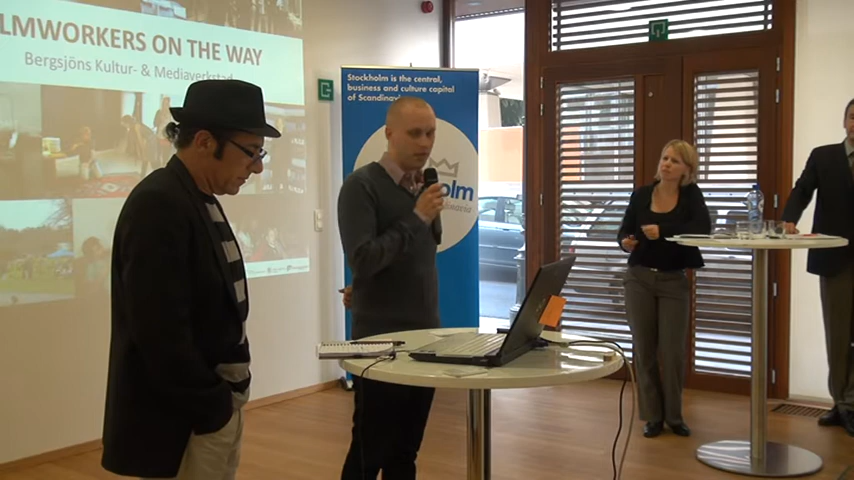 LMWORKERS ON THE WAY
Bergsjöns Kultur- & Mediaverkstad
Stockholm is the central,
business and culture capital
of Scandinavia
olm